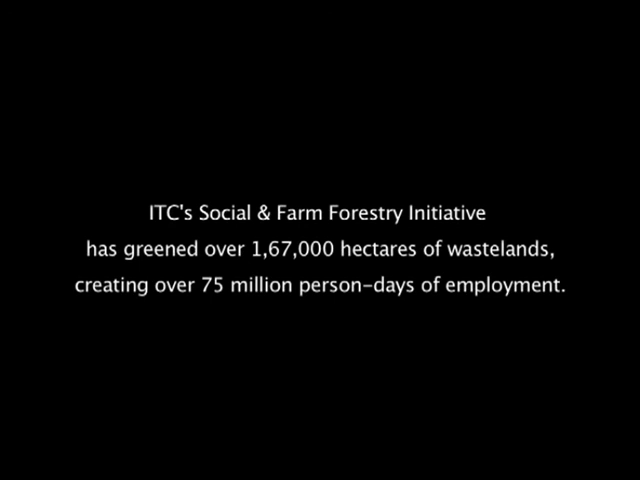 ITC's Social & Farm Forestry Initiative
has greened over 1,67,000 hectares of wastelands,
creating over 75 million person-days of employment.